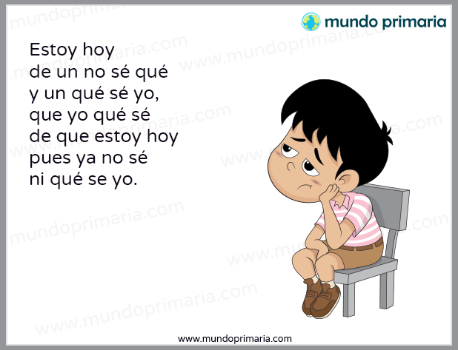 mundo primaria
Estoy hoy
de un no sé qué
y un qué sé yo,
que yo qué sé
de que estoy hoy
pues ya no sé
ni qué se yo.
www.mundoprimaria.com